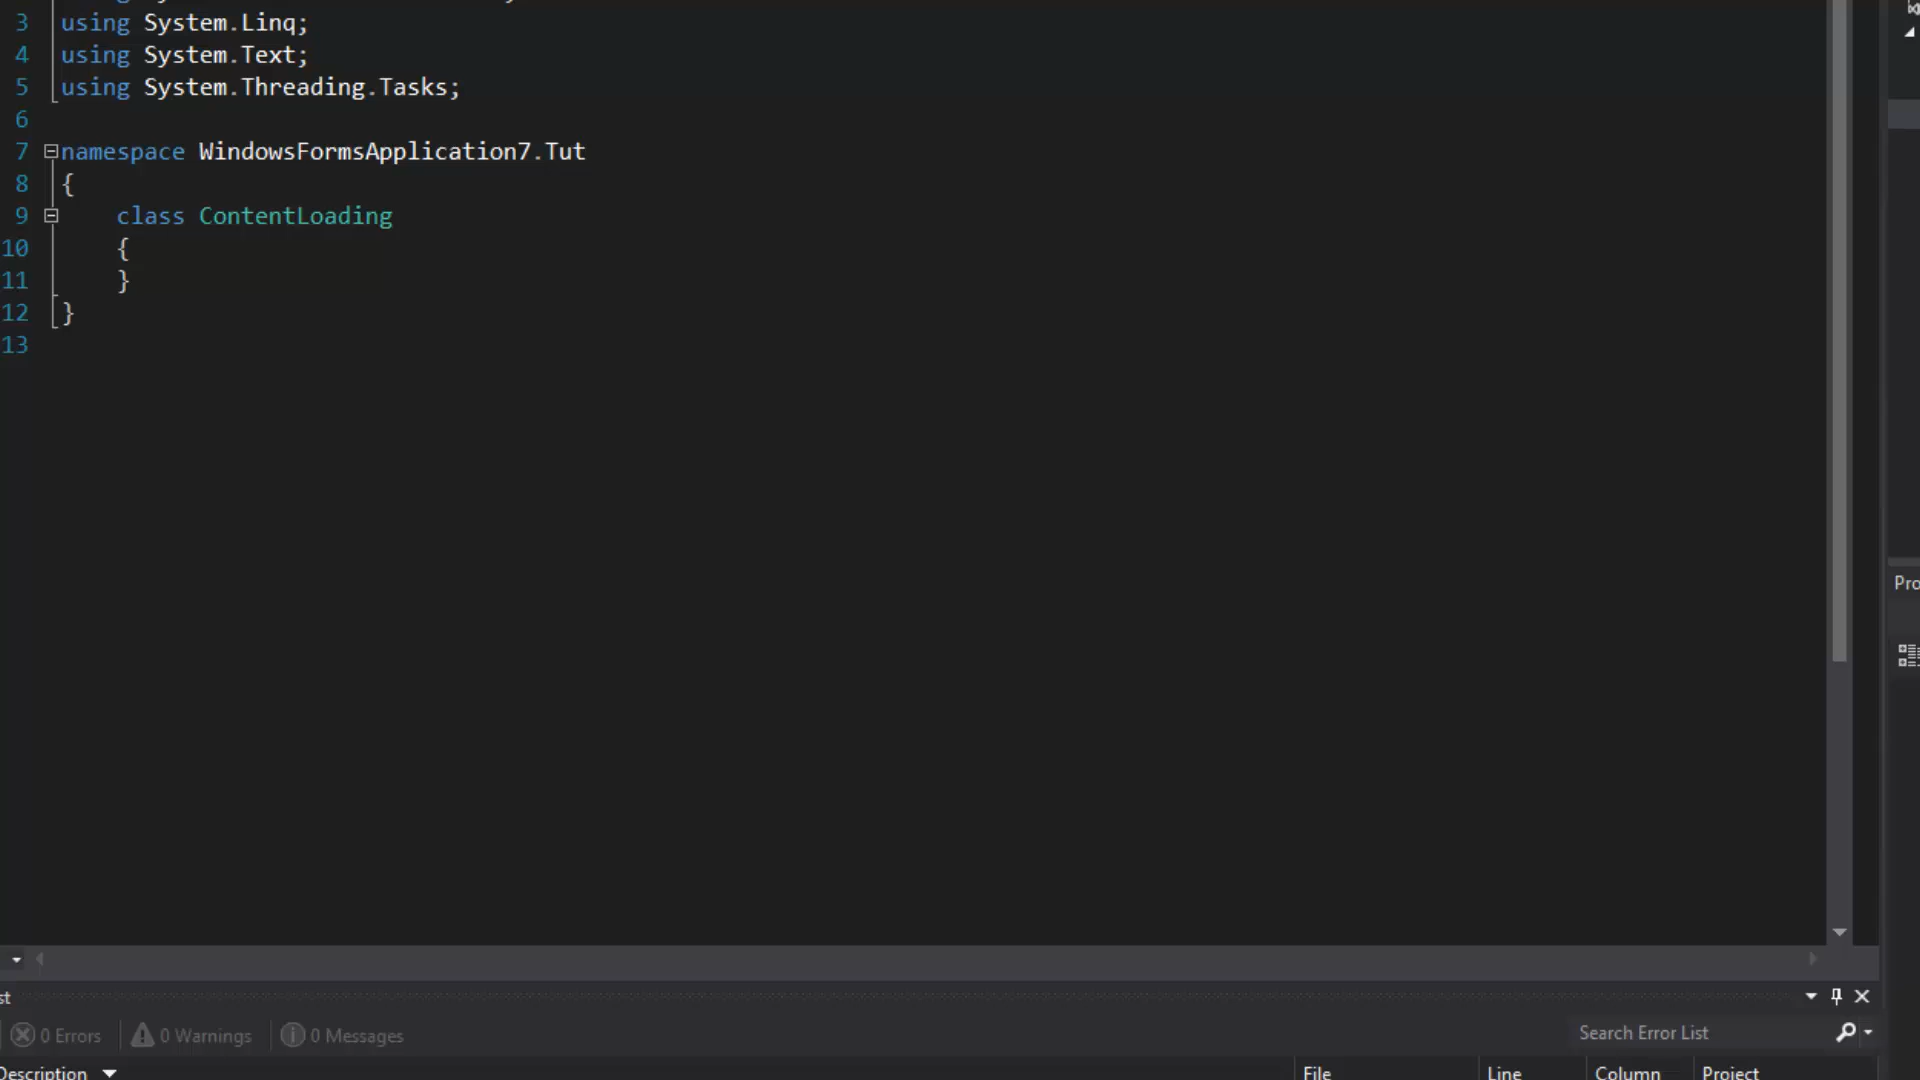 3 using System.Linq;
4 using System.Text;
5 using System.Threading.Tasks;
6
7 namespace WindowsFormsApplication7.Tut
8 {
9 class ContentLoading
10 {
11 }
12 }
13
Pro
st
0 Errors 0 Warnings 0 Messages Search Error List
Description File Line Column Project